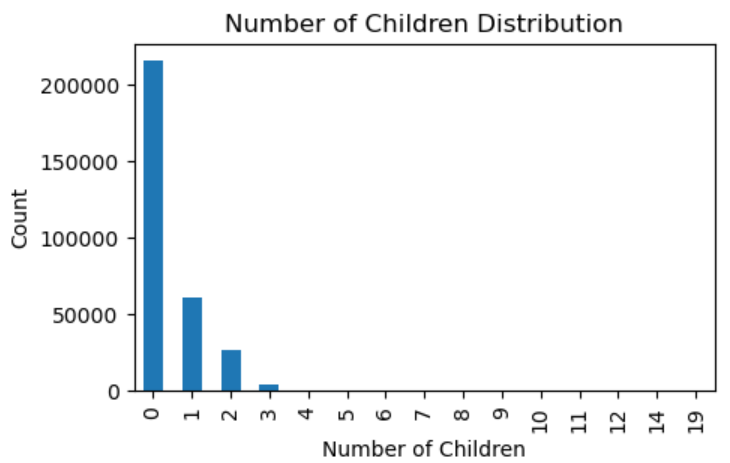 Number of Children Distribution
200000
150000
100000
50000
0
Count
0 1 2 3 4 5 6 7 8 9 10 11 12 14 19
Number of Children